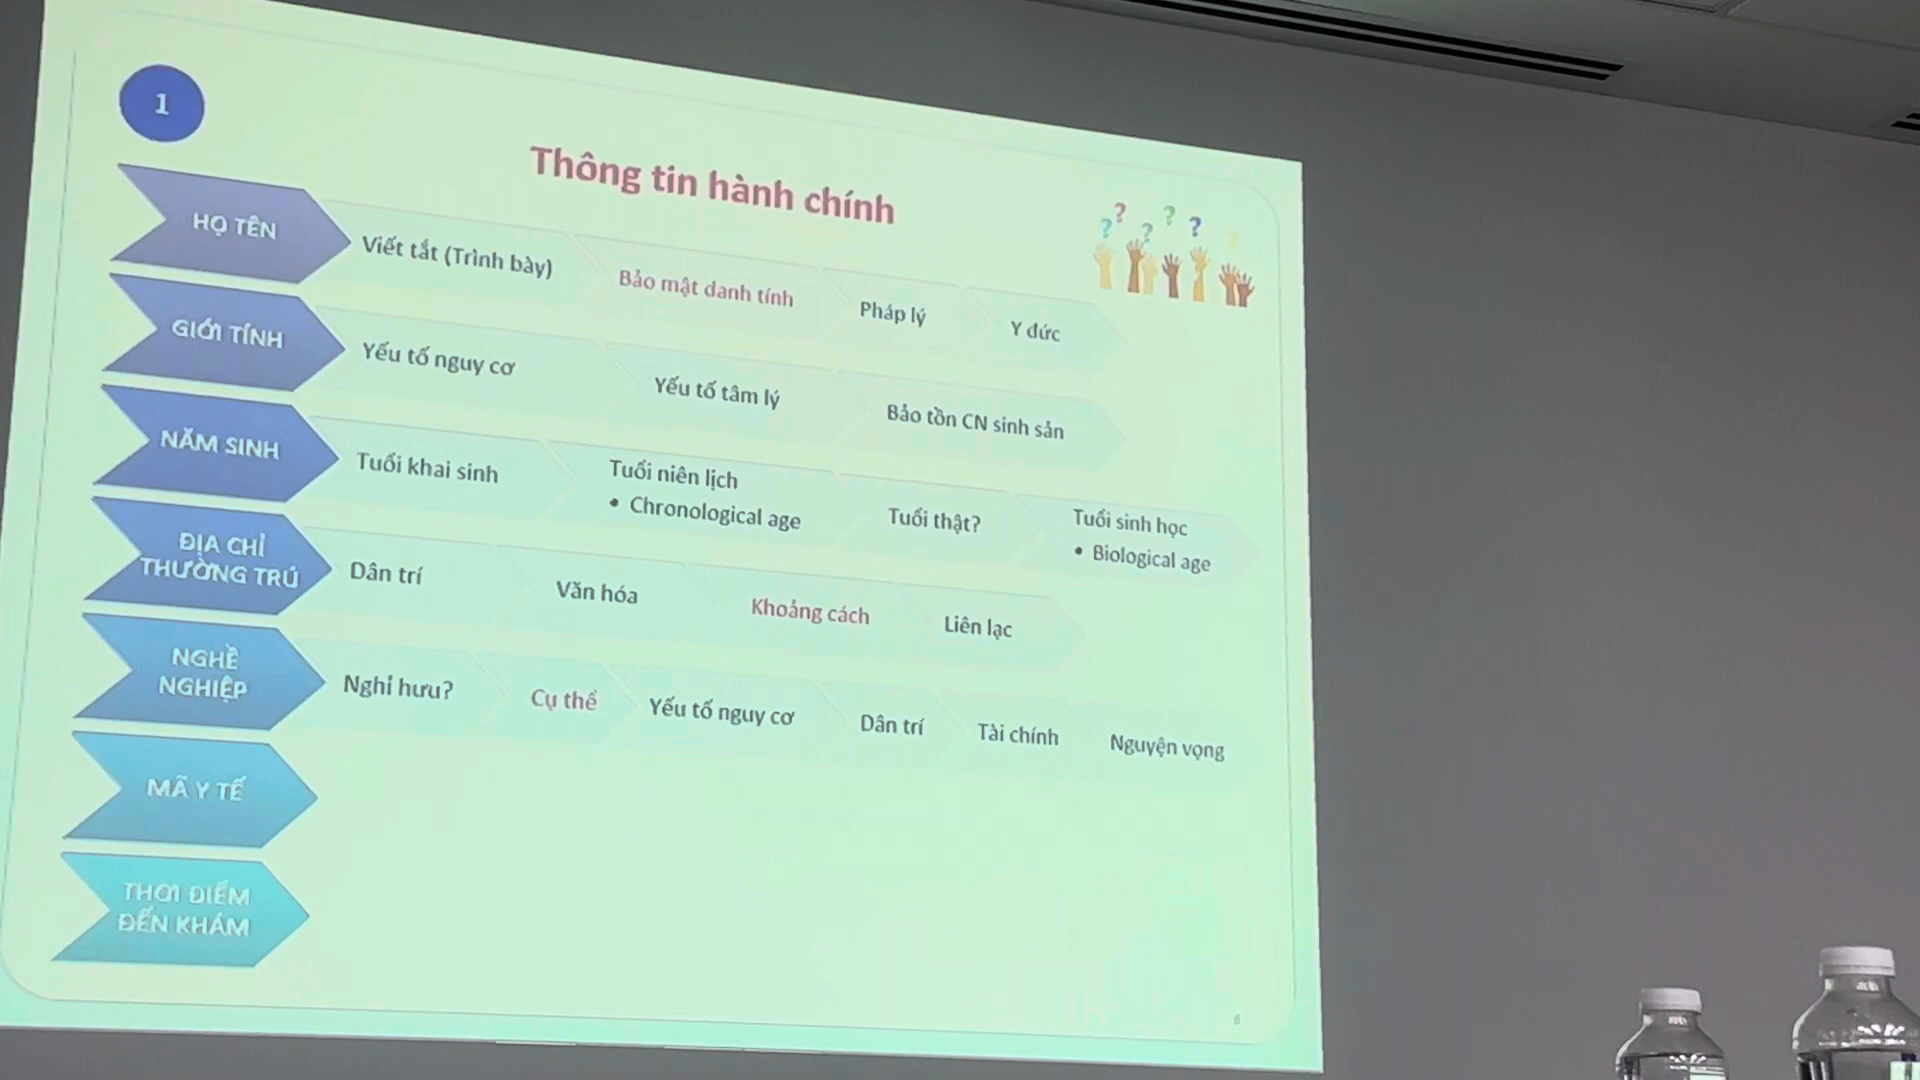 1
Thông tin hành chính
? ? ? ? ? ?
HỌ TÊN
Viết tắt (Trình bày)
Bảo mật danh tính
Pháp lý
Y đức
GIỚI TÍNH
Yếu tố nguy cơ
Yếu tố tâm lý
Bảo tồn CN sinh sản
NĂM SINH
Tuổi khai sinh
Tuổi niên lịch
• Chronological age
Tuổi thật?
Tuổi sinh học
• Biological age
ĐỊA CHỈ
THƯỜNG TRÚ
Dân trí
Văn hóa
Khoảng cách
Liên lạc
NGHỀ
NGHIỆP
Nghỉ hưu?
Cụ thể
Yếu tố nguy cơ
Dân trí
Tài chính
Nguyện vọng
MÃ Y TẾ
THỜI ĐIỂM
ĐẾN KHÁM
6